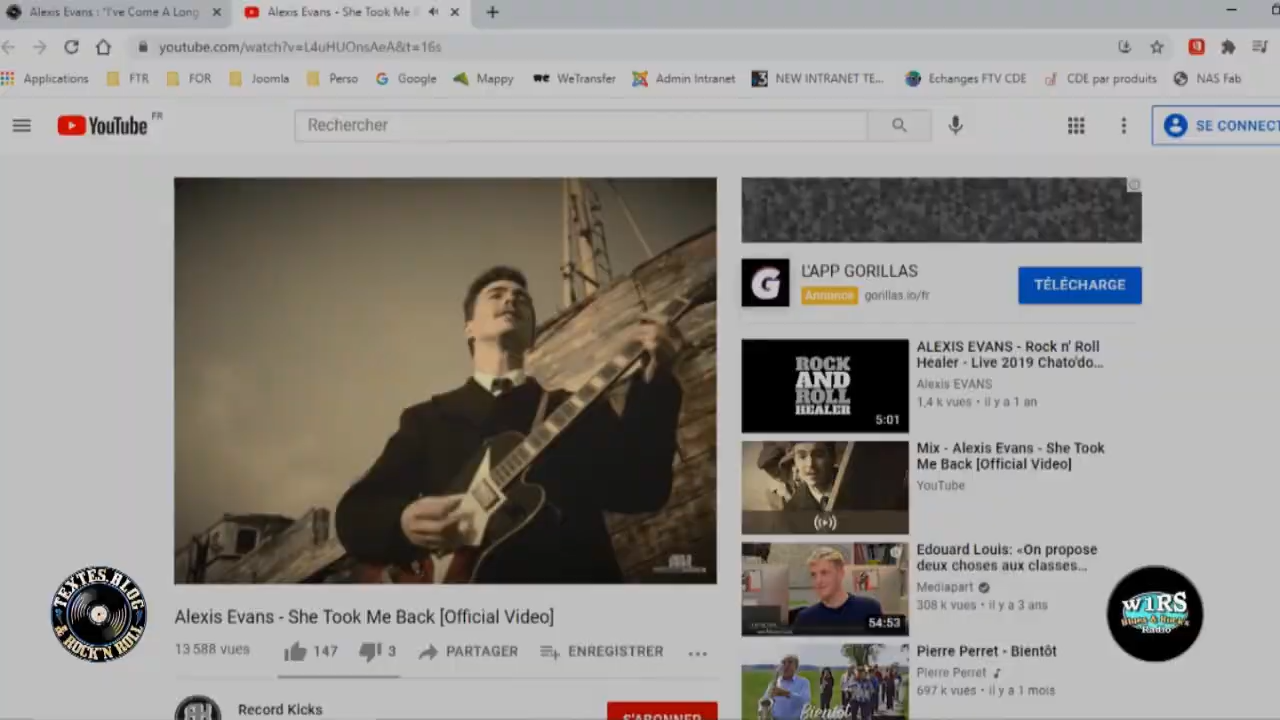 Alexis Evans : "I've Come A Long
Alexis Evans - She Took Me
youtube.com/watch?v=L4uHUOnsAeA&t=16s
Applications
FTR
FOR
Joomla
Perso
Google
Mappy
WeTransfer
Admin Intranet
NEW INTRANET TE...
Echanges FTV CDE
CDE par produits
NAS Fab
YouTube FR
Rechercher
SE CONNECT
L'APP GORILLAS
Annonce gorillas.io/fr
TÉLÉCHARGE
ROCK
AND
ROLL
HEALER
5:01
ALEXIS EVANS - Rock n' Roll
Healer - Live 2019 Chato'do...
Alexis EVANS
1,4 k vues • il y a 1 an
Mix - Alexis Evans - She Took
Me Back [Official Video]
YouTube
Edouard Louis: «On propose
deux choses aux classes...
Mediapart
308 k vues • il y a 3 ans
54:53
Pierre Perret - Bientôt
Pierre Perret
697 k vues • il y a 1 mois
Bientôt
Alexis Evans - She Took Me Back [Official Video]
13 588 vues
147
3
PARTAGER
ENREGISTRER
Record Kicks
S'ABONNER
TEXTES BLOG
& ROCK'N ROLL
W1RS
Blues & Rock's
Radio